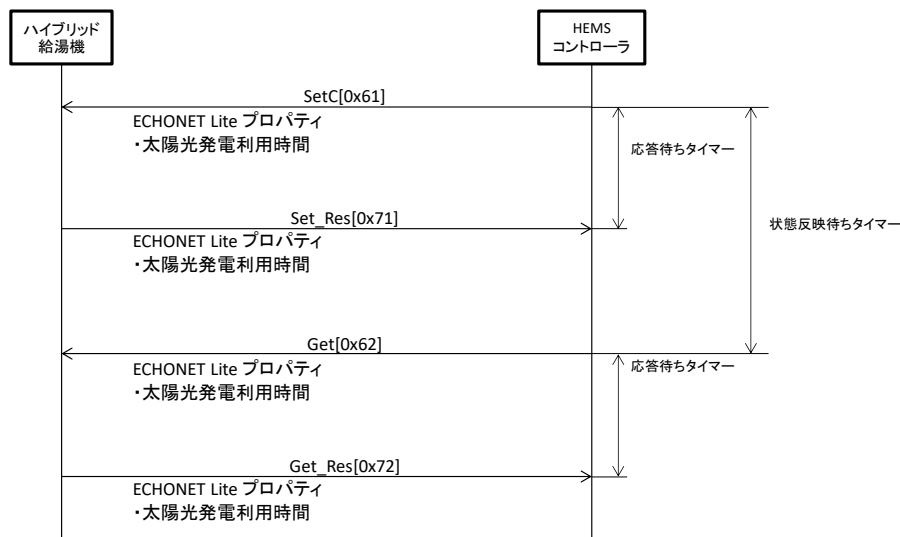 ハイブリッド
給湯機
HEMS
コントローラ
SetC[0x61]
ECHONET Lite プロパティ
・太陽光発電利用時間
応答待ちタイマー
Set_Res[0x71]
状態反映待ちタイマー
ECHONET Lite プロパティ
・太陽光発電利用時間
Get[0x62]
ECHONET Lite プロパティ
・太陽光発電利用時間
応答待ちタイマー
Get_Res[0x72]
ECHONET Lite プロパティ
・太陽光発電利用時間